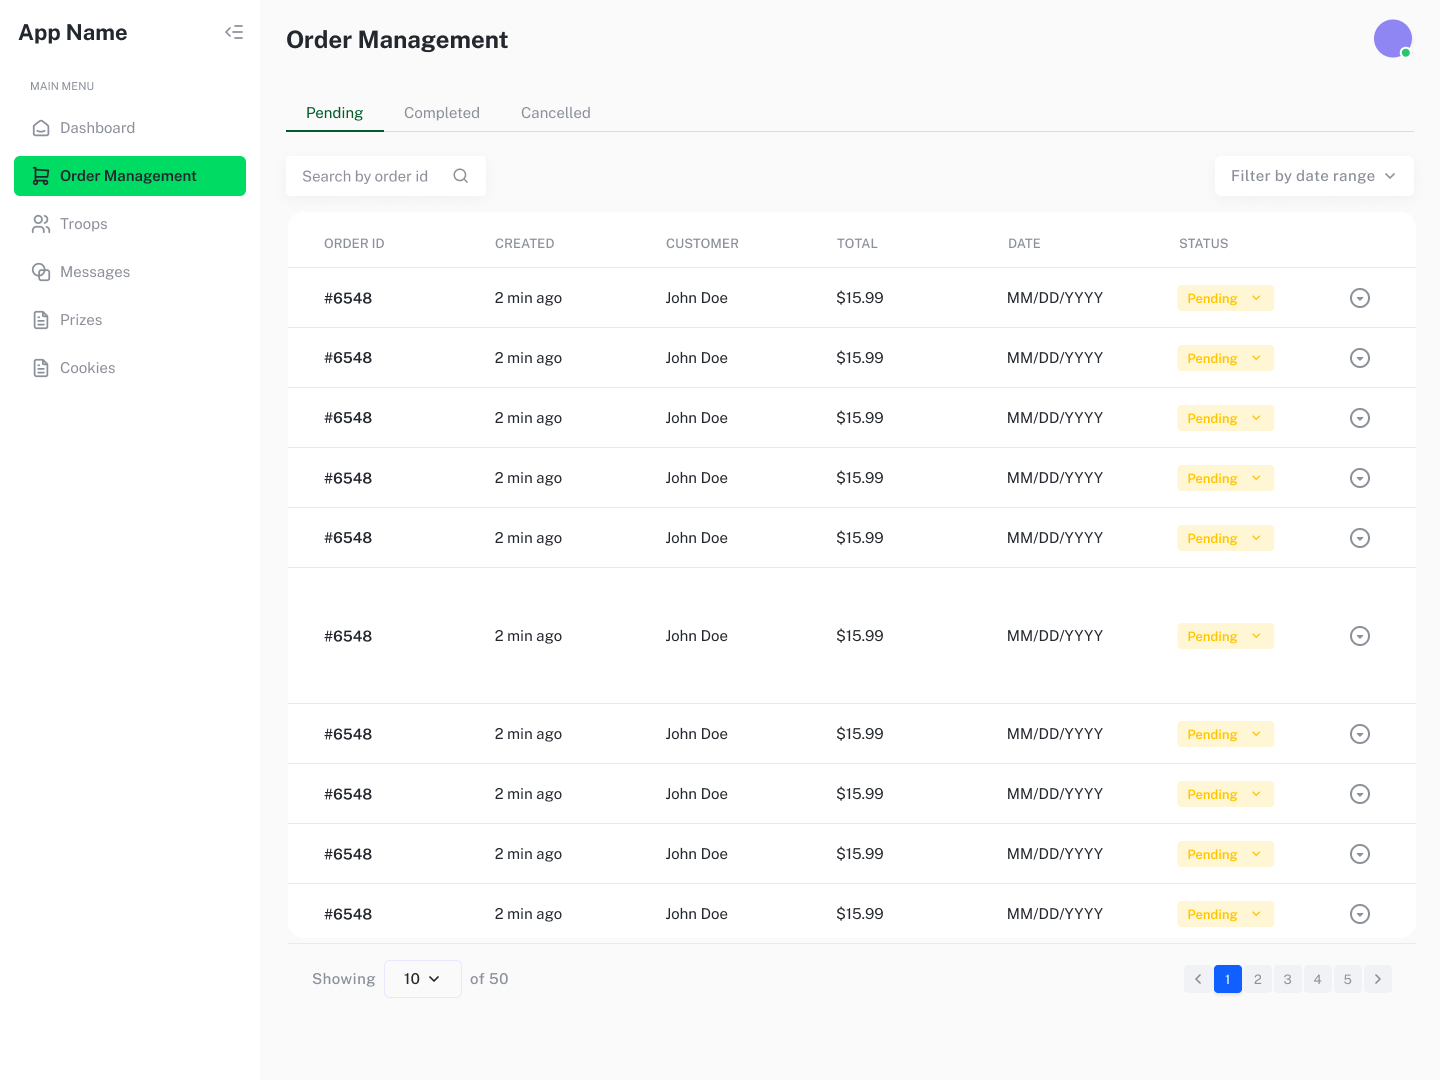 App Name
MAIN MENU
Dashboard
Order Management
Troops
Messages
Prizes
Cookies
Order Management
Pending Completed Cancelled
Search by order id
Filter by date range
ORDER ID CREATED CUSTOMER TOTAL DATE STATUS
#6548 2 min ago John Doe $15.99 MM/DD/YYYY Pending
#6548 2 min ago John Doe $15.99 MM/DD/YYYY Pending
#6548 2 min ago John Doe $15.99 MM/DD/YYYY Pending
#6548 2 min ago John Doe $15.99 MM/DD/YYYY Pending
#6548 2 min ago John Doe $15.99 MM/DD/YYYY Pending
#6548 2 min ago John Doe $15.99 MM/DD/YYYY Pending
#6548 2 min ago John Doe $15.99 MM/DD/YYYY Pending
#6548 2 min ago John Doe $15.99 MM/DD/YYYY Pending
#6548 2 min ago John Doe $15.99 MM/DD/YYYY Pending
#6548 2 min ago John Doe $15.99 MM/DD/YYYY Pending
Showing 10 of 50
1 2 3 4 5